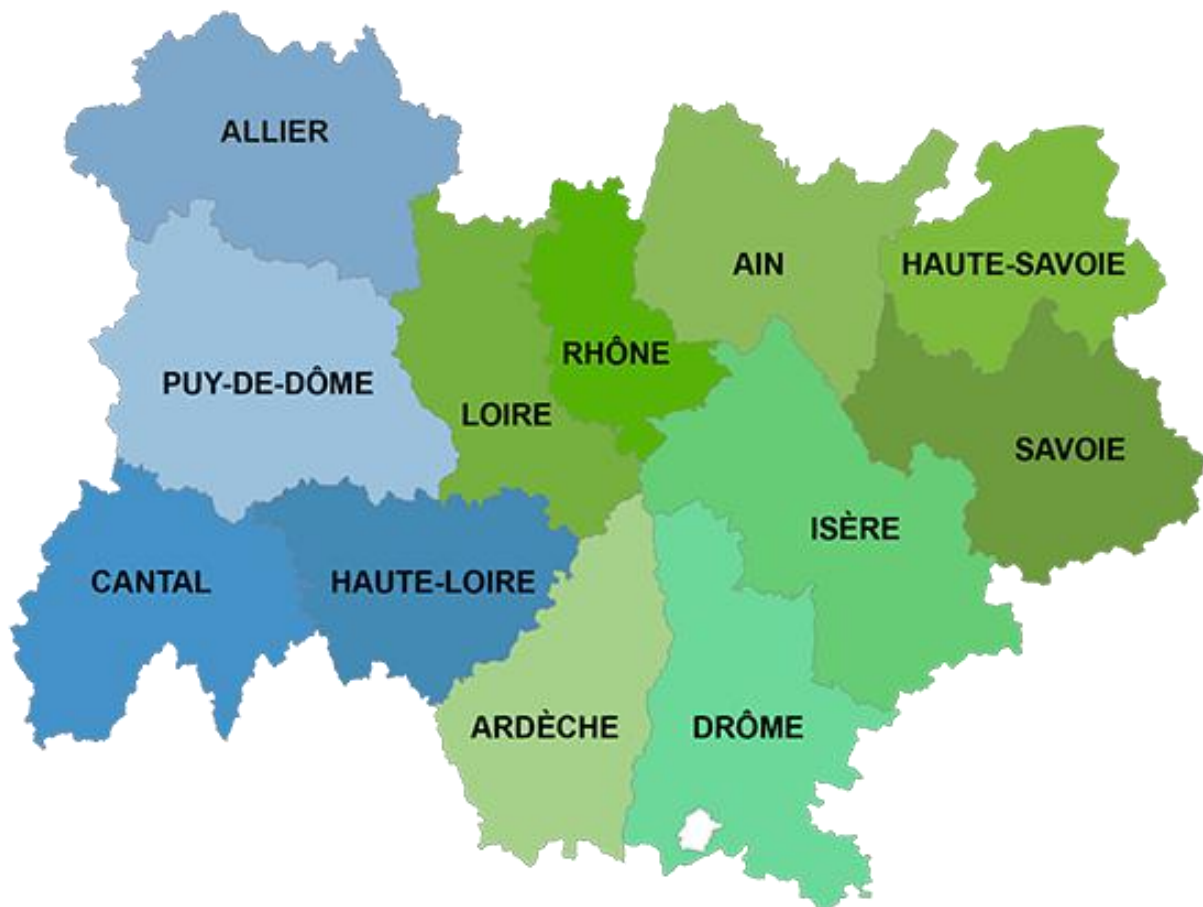 ALLIER
AIN
HAUTE-SAVOIE
RHÔNE
PUY-DE-DÔME
LOIRE
SAVOIE
ISÈRE
CANTAL
HAUTE-LOIRE
ARDÈCHE
DRÔME